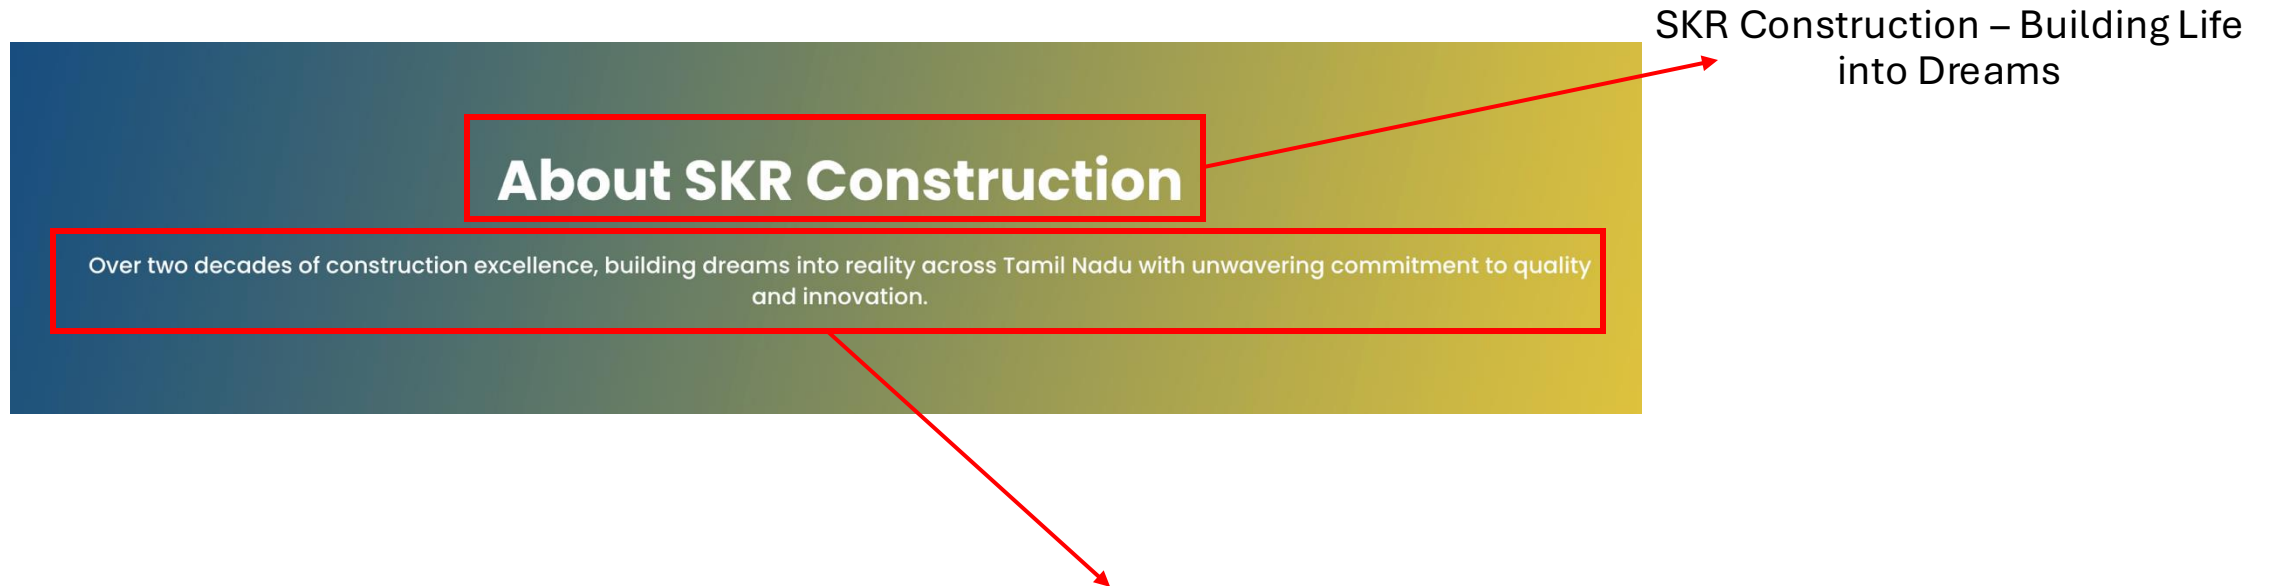 SKR Construction – Building Life
into Dreams
About SKR Construction
Over two decades of construction excellence, building dreams into reality across Tamil Nadu with unwavering commitment to quality
and innovation.